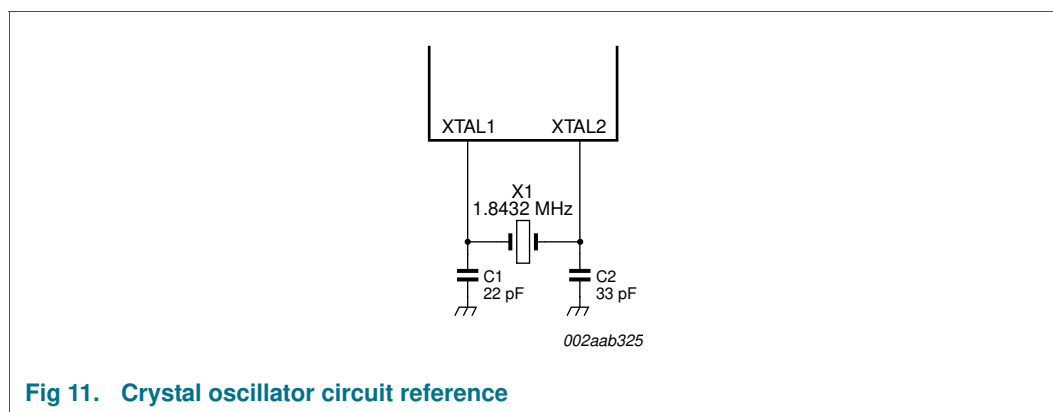 XTAL1 XTAL2
X1
1.8432 MHz
C1
22 pF
C2
33 pF
002aab325
Fig 11. Crystal oscillator circuit reference